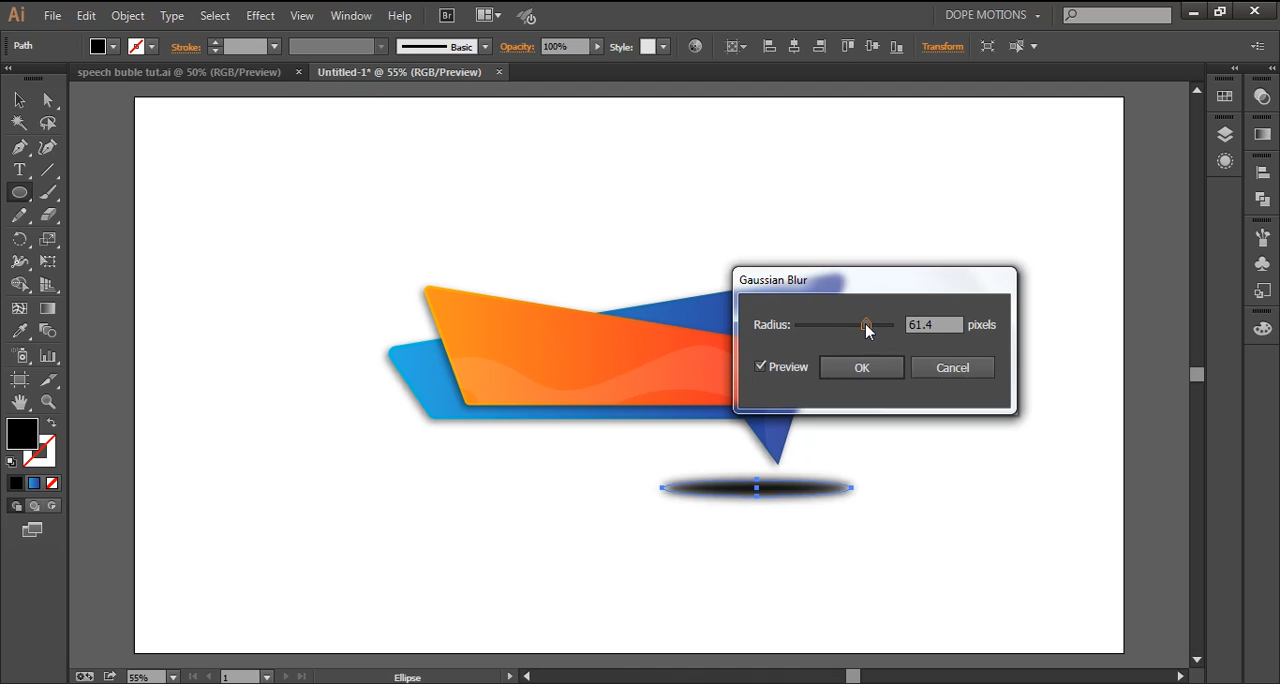 Ai File Edit Object Type Select Effect View Window Help Br DOPE MOTIONS
Path Stroke: Basic Opacity: 100% Style: Transform
speech buble tut.ai @ 50% (RGB/Preview) × Untitled-1* @ 55% (RGB/Preview) ×
Gaussian Blur
Radius: 61.4 pixels
Preview OK Cancel
55% 1 Ellipse